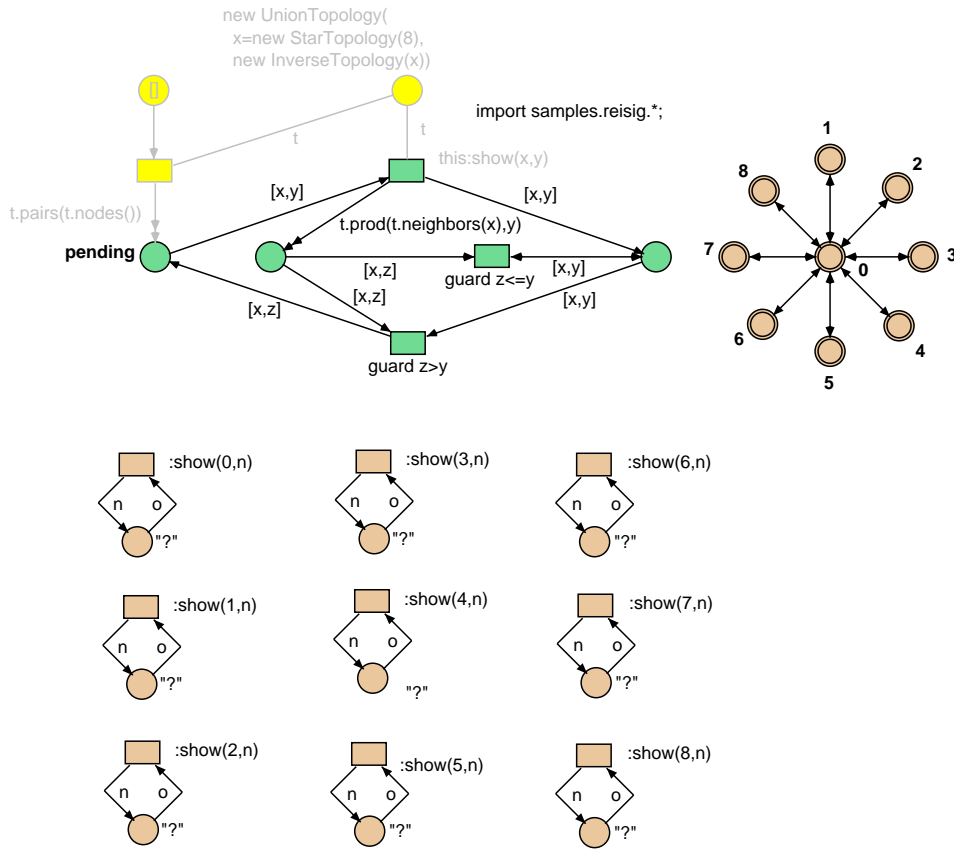 new UnionTopology(
x=new StarTopology(8),
new InverseTopology(x))
[]
import samples.reisig.*;
t
t
this:show(x,y)
1
2
8
[x,y]
[x,y]
t.pairs(t.nodes())
t.prod(t.neighbors(x),y)
pending
7
3
0
[x,z]
[x,y]
guard z<=y
[x,z]
[x,z]
[x,y]
6
4
guard z>y
5
:show(0,n)
n o
"?"
:show(3,n)
n o
"?"
:show(6,n)
n o
"?"
:show(1,n)
n o
"?"
:show(4,n)
n o
"?"
:show(7,n)
n o
"?"
:show(2,n)
n o
"?"
:show(5,n)
n o
"?"
:show(8,n)
n o
"?"